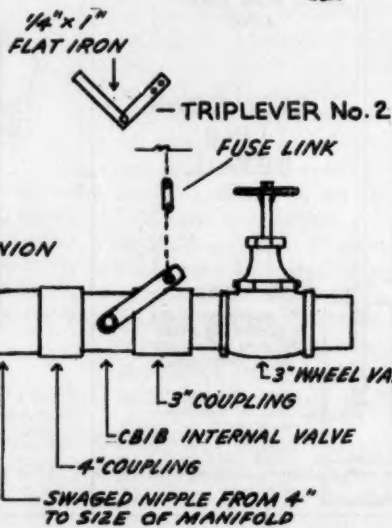 1/4" x 1"
FLAT IRON
TRIPLEVER No. 2
FUSE LINK
NION
3" WHEEL VA
3" COUPLING
CBIB INTERNAL VALVE
4" COUPLING
SWAGED NIPPLE FROM 4"
TO SIZE OF MANIFOLD